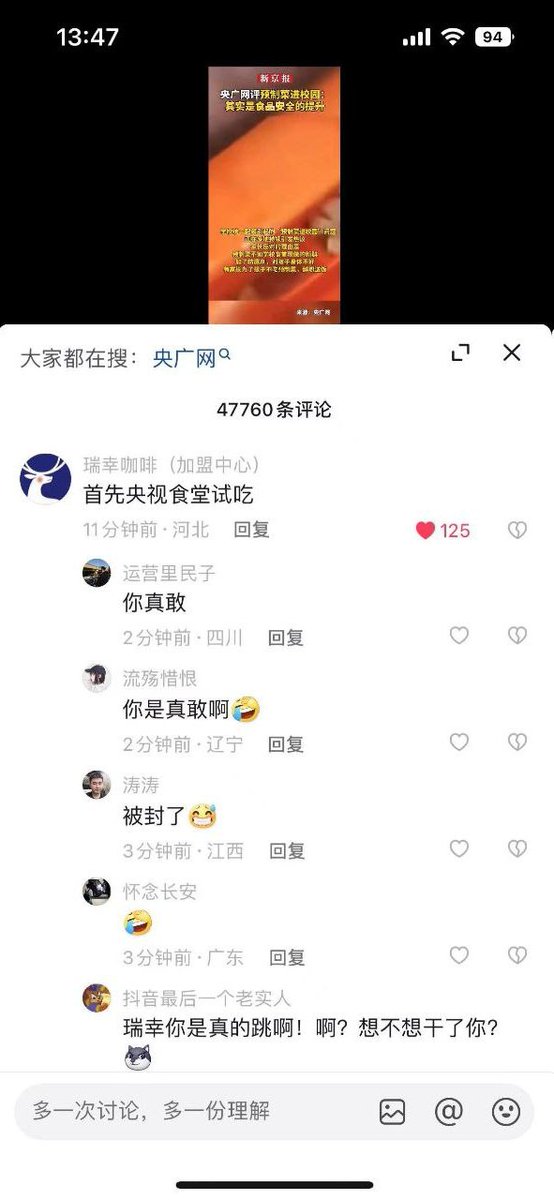 13:47
94
新京报
央广网评预制菜进校园:
其实是食品安全的提升
来源:央广网
大家都在搜: 央广网
47760条评论
瑞幸咖啡(加盟中心)
首先央视食堂试吃
11分钟前·河北 回复
125
运营里民子
你真敢
2分钟前·四川 回复
流殇惜恨
你是真敢啊🤣
2分钟前·辽宁 回复
涛涛
被封了😅
3分钟前·江西 回复
怀念长安
🤣
3分钟前·广东 回复
抖音最后一个老实人
瑞幸你是真的跳啊!啊?想不想干了你?
多一次讨论,多一份理解
@